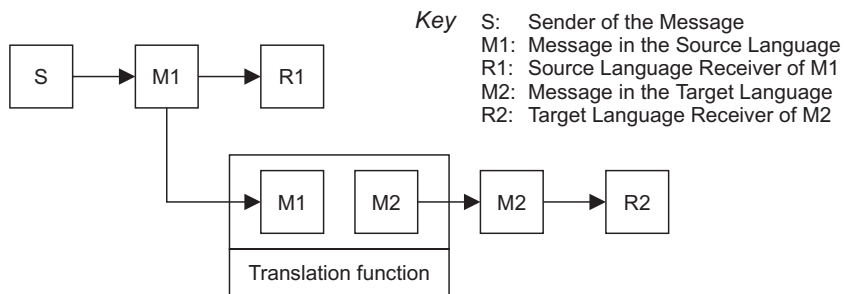 Key S: Sender of the Message
M1: Message in the Source Language
R1: Source Language Receiver of M1
M2: Message in the Target Language
R2: Target Language Receiver of M2
S M1 R1
M1 M2 M2 R2
Translation function